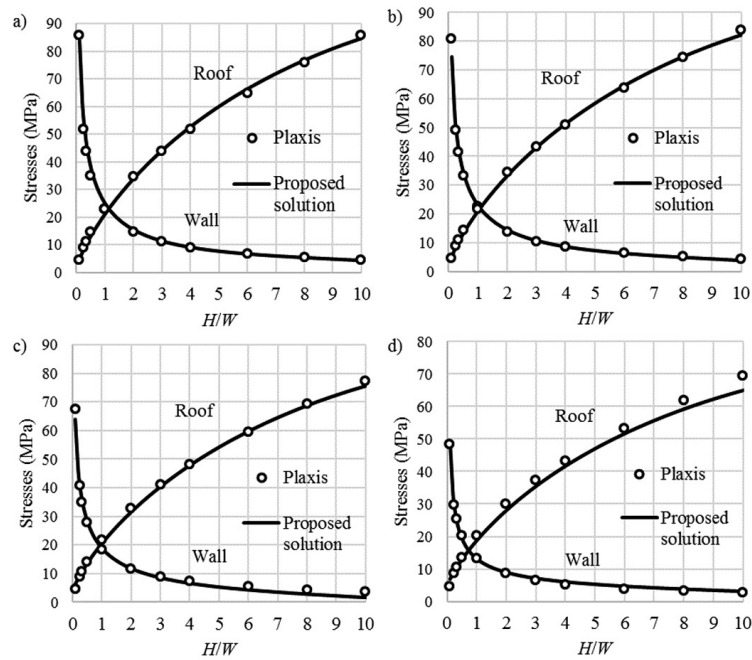 a)
Stresses (MPa)
90
80
70
60
50
40
30
20
10
0
Roof
Plaxis
Proposed
solution
Wall
0 1 2 3 4 5 6 7 8 9 10
H/W
b)
Stresses (MPa)
90
80
70
60
50
40
30
20
10
0
Roof
Plaxis
Proposed
solution
Wall
0 1 2 3 4 5 6 7 8 9 10
H/W
c)
Stresses (MPa)
90
80
70
60
50
40
30
20
10
0
Roof
Plaxis
Proposed
solution
Wall
0 1 2 3 4 5 6 7 8 9 10
H/W
d)
Stresses (MPa)
80
70
60
50
40
30
20
10
0
Roof
Plaxis
Proposed
solution
Wall
0 1 2 3 4 5 6 7 8 9 10
H/W